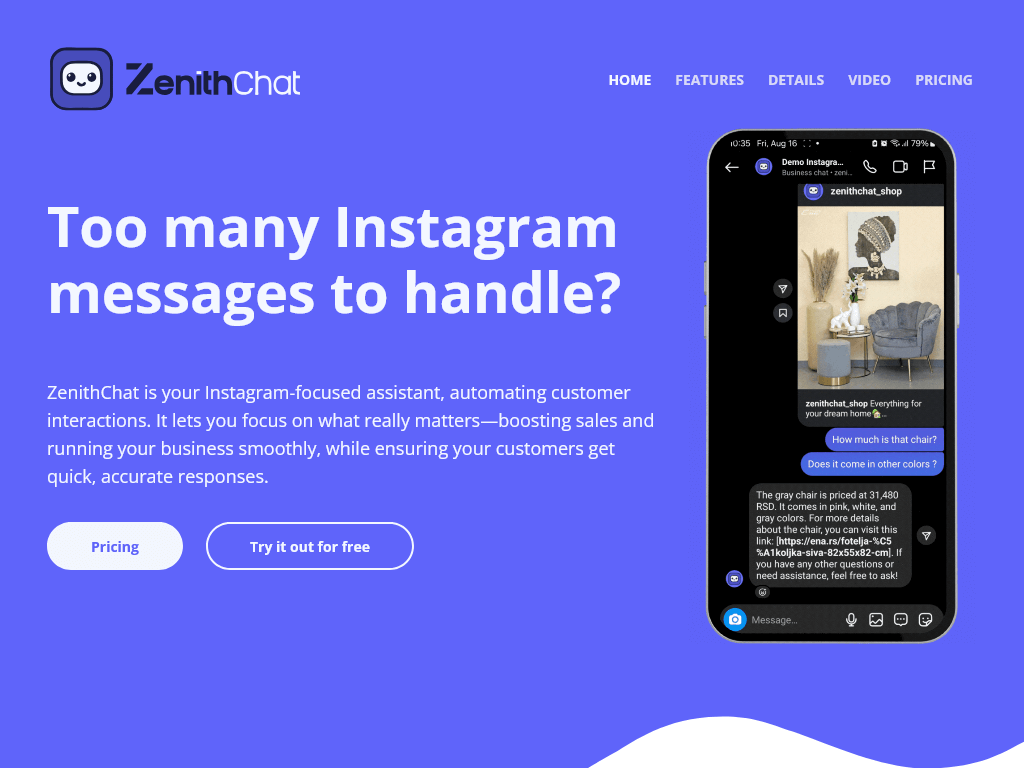 ZenithChat
HOME FEATURES DETAILS VIDEO PRICING
Too many Instagram
messages to handle?
ZenithChat is your Instagram-focused assistant, automating customer
interactions. It lets you focus on what really matters—boosting sales and
running your business smoothly, while ensuring your customers get
quick, accurate responses.
Pricing
Try it out for free
10:35 Fri, Aug 16 79%
Demo Instagra...
Business chat • zeni...
zenithchat_shop
zenithchat_shop Everything for
your dream home🏡...
How much is that chair?
Does it come in other colors ?
The gray chair is priced at 31,480
RSD. It comes in pink, white, and
gray colors. For more details
about the chair, you can visit this
link: [https://ena.rs/fotelja-%C5
%A1koljka-siva-82x55x82-cm]. If
you have any other questions or
need assistance, feel free to ask!
Message...